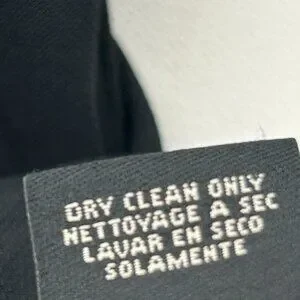 DRY CLEAN ONLY
NETTOYAGE A SEC
LAVAR EN SECO
SOLAMENTE